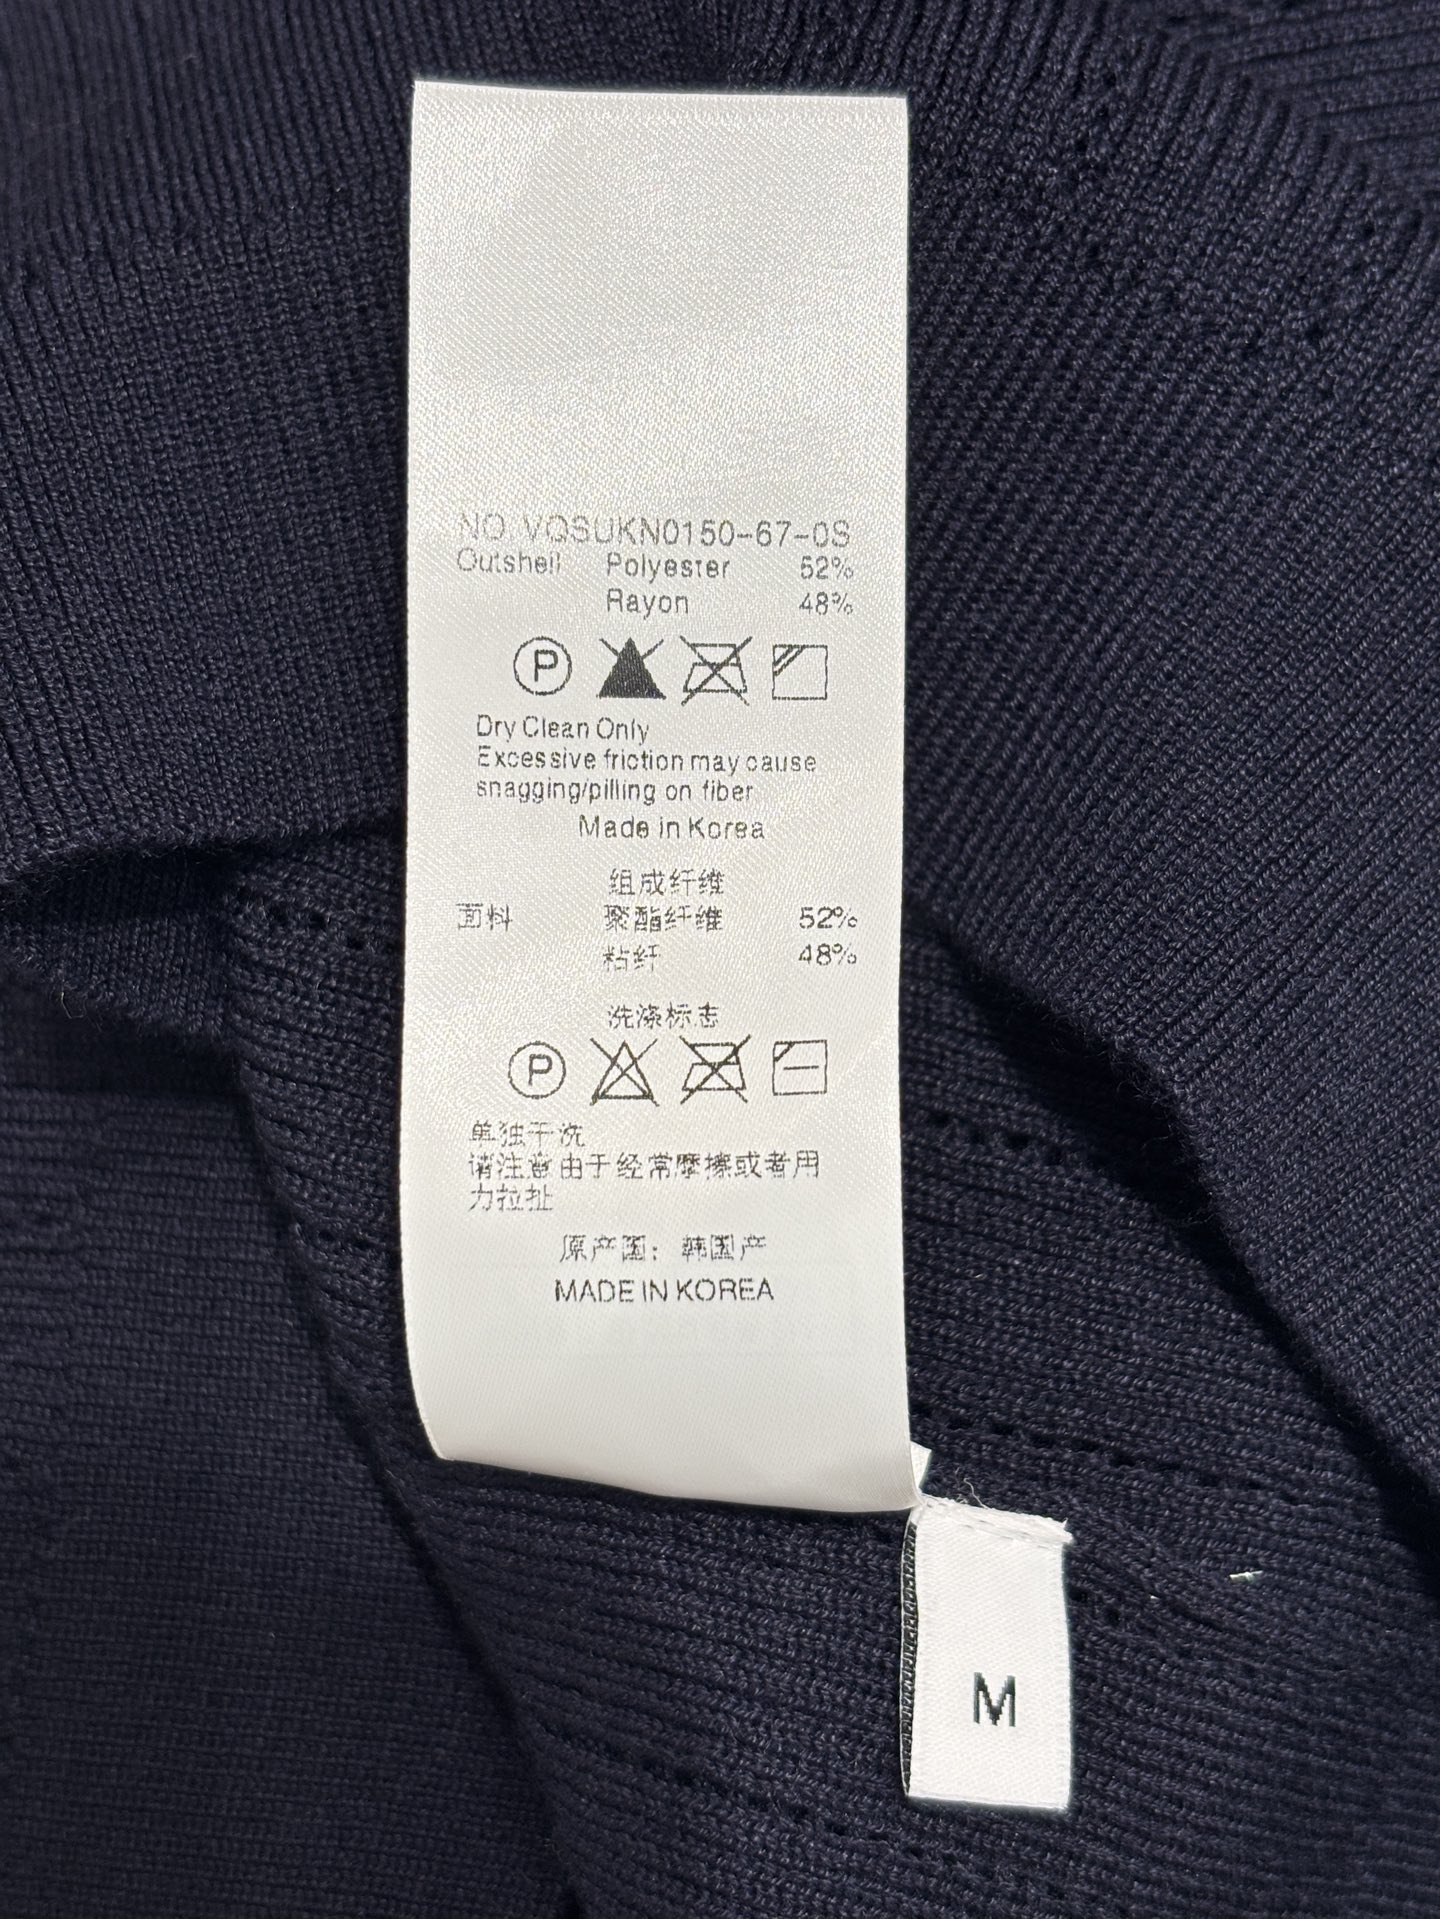 NO. VQSUKN0150-67-0S
Outshell Polyester 52%
Rayon 48%
P
Dry Clean Only
Excessive friction may cause
snagging/pilling on fiber
Made in Korea
组成纤维
面料 聚酯纤维 52%
粘纤 48%
洗涤标志
P
单独干洗
请注意由于经常摩擦或者用
力拉扯
原产国：韩国产
MADE IN KOREA
M